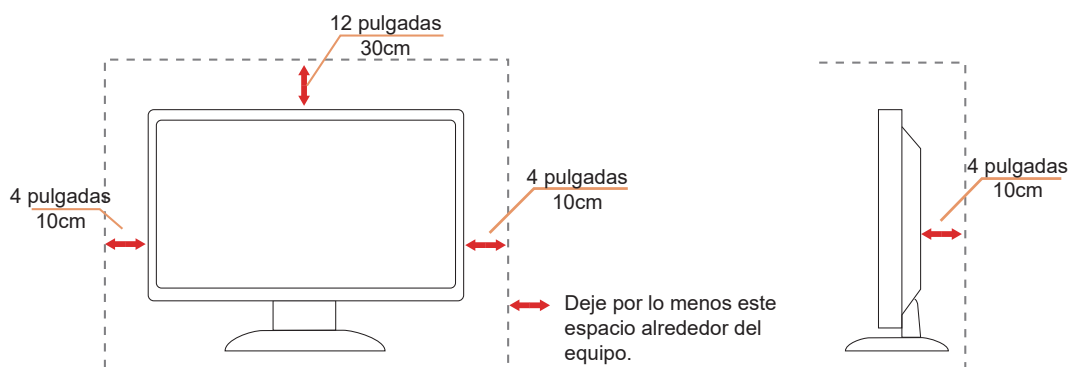 12 pulgadas
30cm
4 pulgadas
10cm
4 pulgadas
10cm
Deje por lo menos este
espacio alrededor del
equipo.
4 pulgadas
10cm